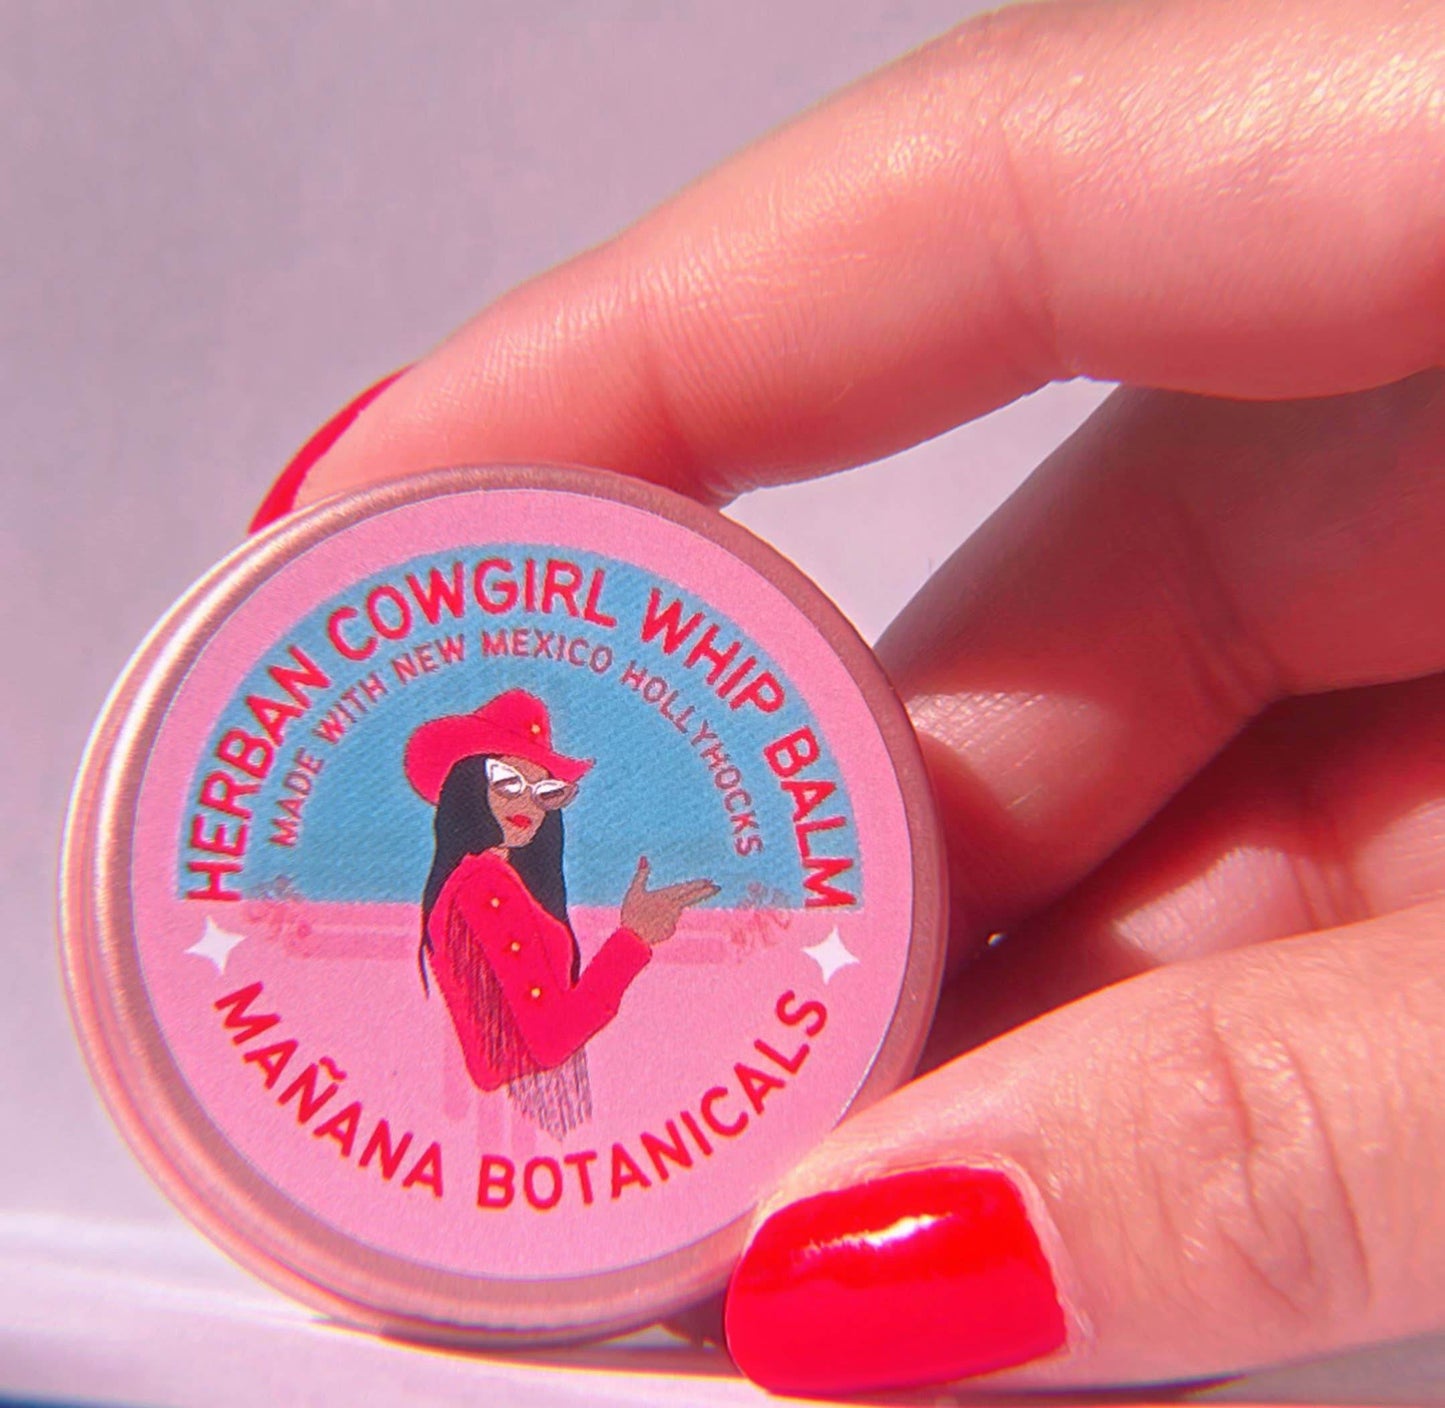 HERBAN COWGIRL WHIP BALM
MADE WITH NEW MEXICO HOLLYHOCKS
MAÑANA BOTANICALS